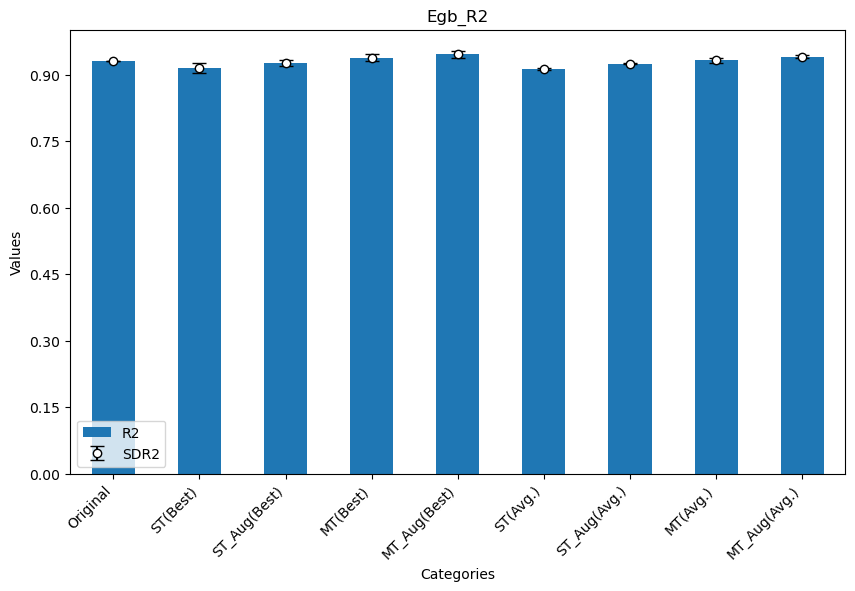 Egb_R2
Values
0.90
0.75
0.60
0.45
0.30
0.15
0.00
R2
SDR2
Original
ST(Best)
ST_Aug(Best)
MT(Best)
MT_Aug(Best)
ST(Avg.)
ST_Aug(Avg.)
MT(Avg.)
MT_Aug(Avg.)
Categories